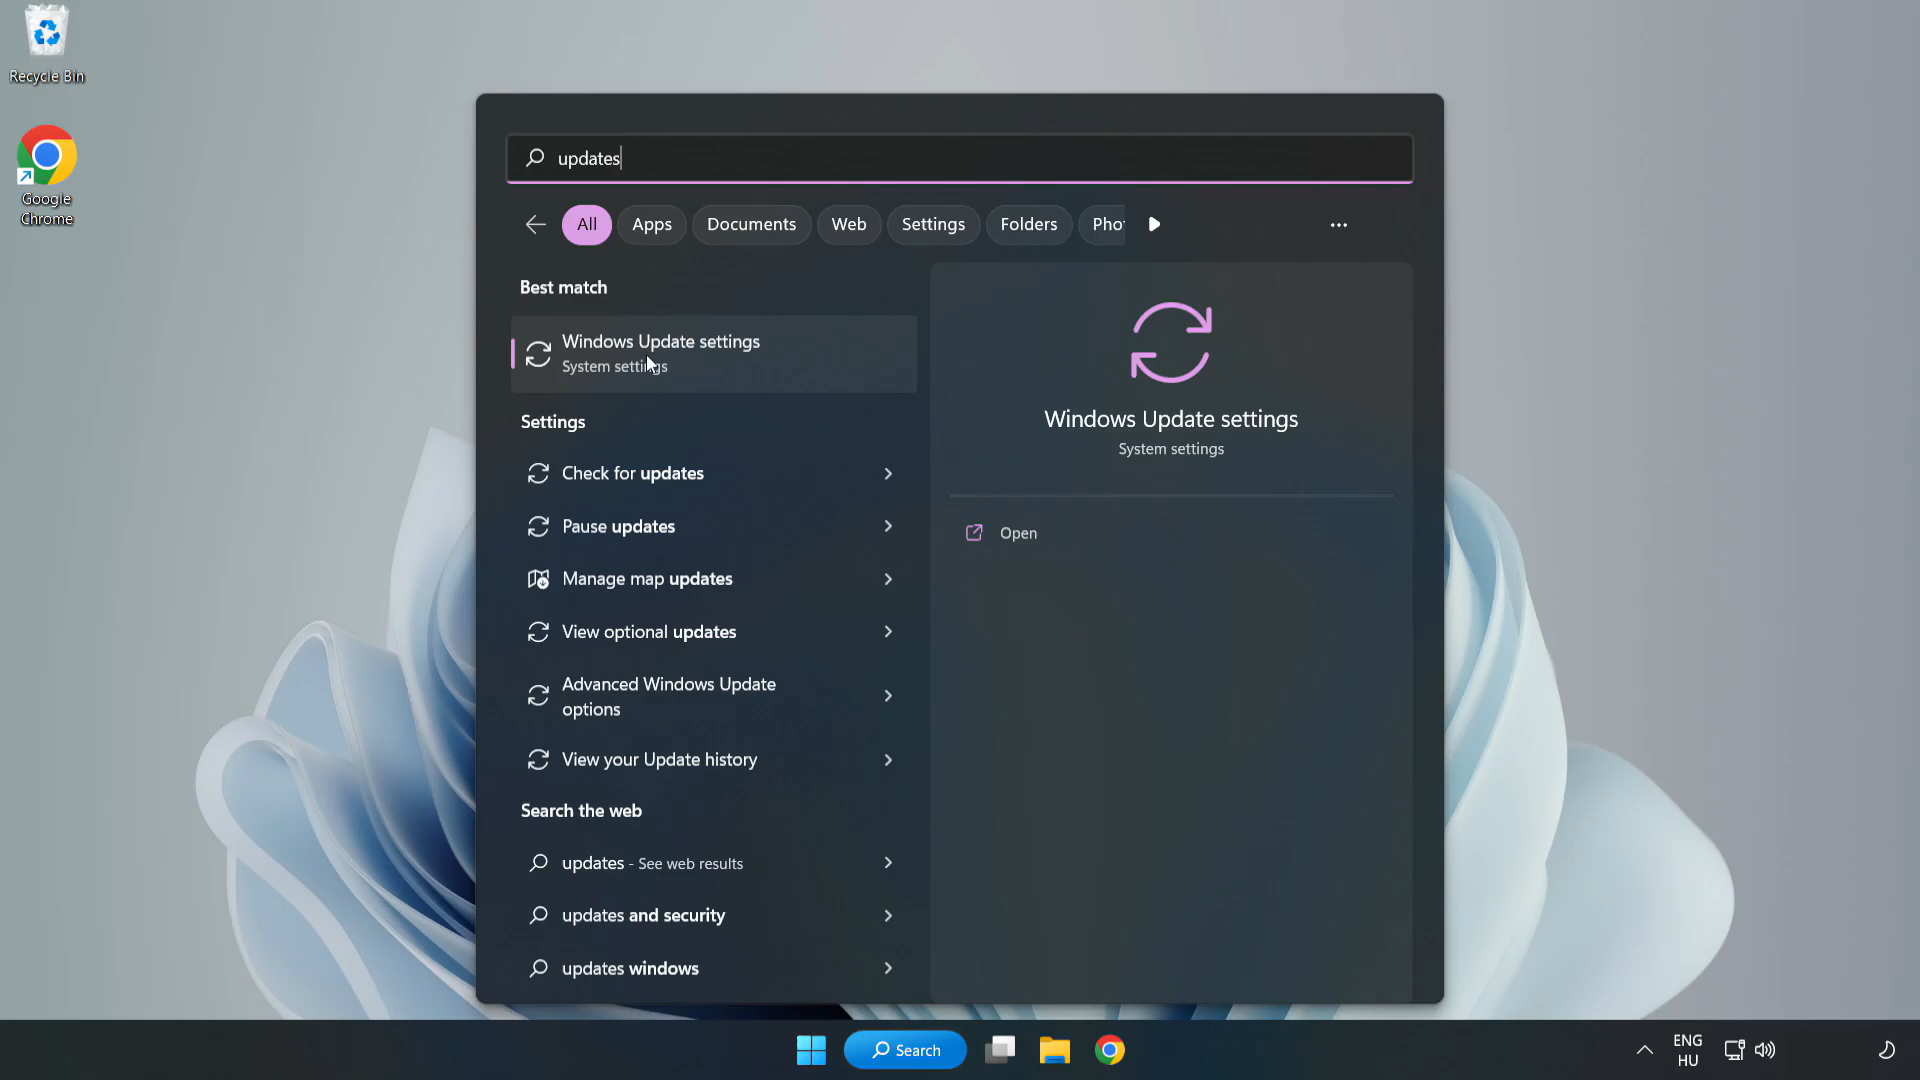 Recycle Bin
Google
Chrome
updates
All
Apps
Documents
Web
Settings
Folders
Best match
Windows Update settings
System settings
Settings
Check for updates
Pause updates
Manage map updates
View optional updates
Advanced Windows Update
options
View your Update history
Search the web
updates - See web results
updates and security
updates windows
Windows Update settings
System settings
Open
Search
ENG
HU